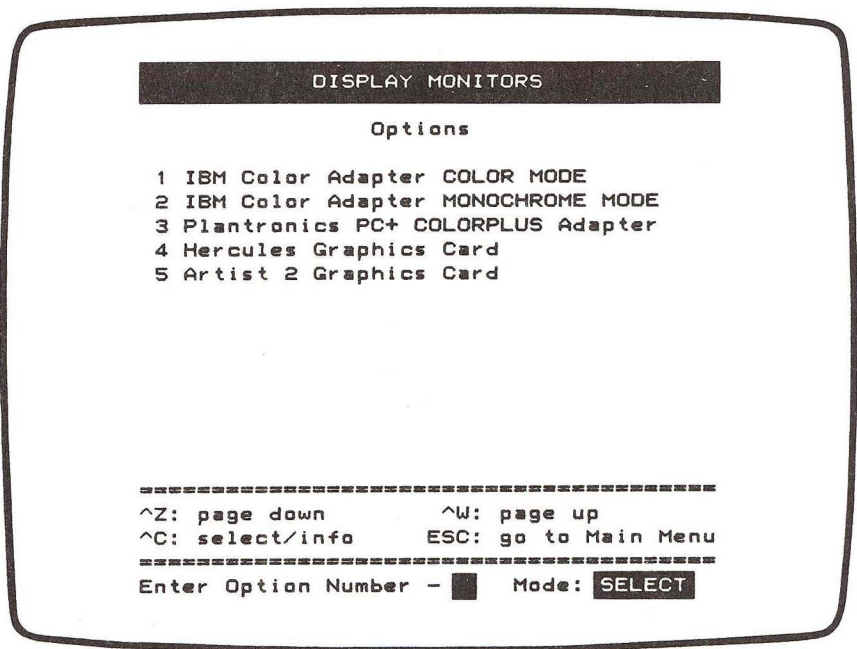 DISPLAY MONITORS
Options
1 IBM Color Adapter COLOR MODE
2 IBM Color Adapter MONOCHROME MODE
3 Plantronics PC+ COLORPLUS Adapter
4 Hercules Graphics Card
5 Artist 2 Graphics Card
========================================
^Z: page down ^W: page up
^C: select/info ESC: go to Main Menu
========================================
Enter Option Number - Mode: SELECT